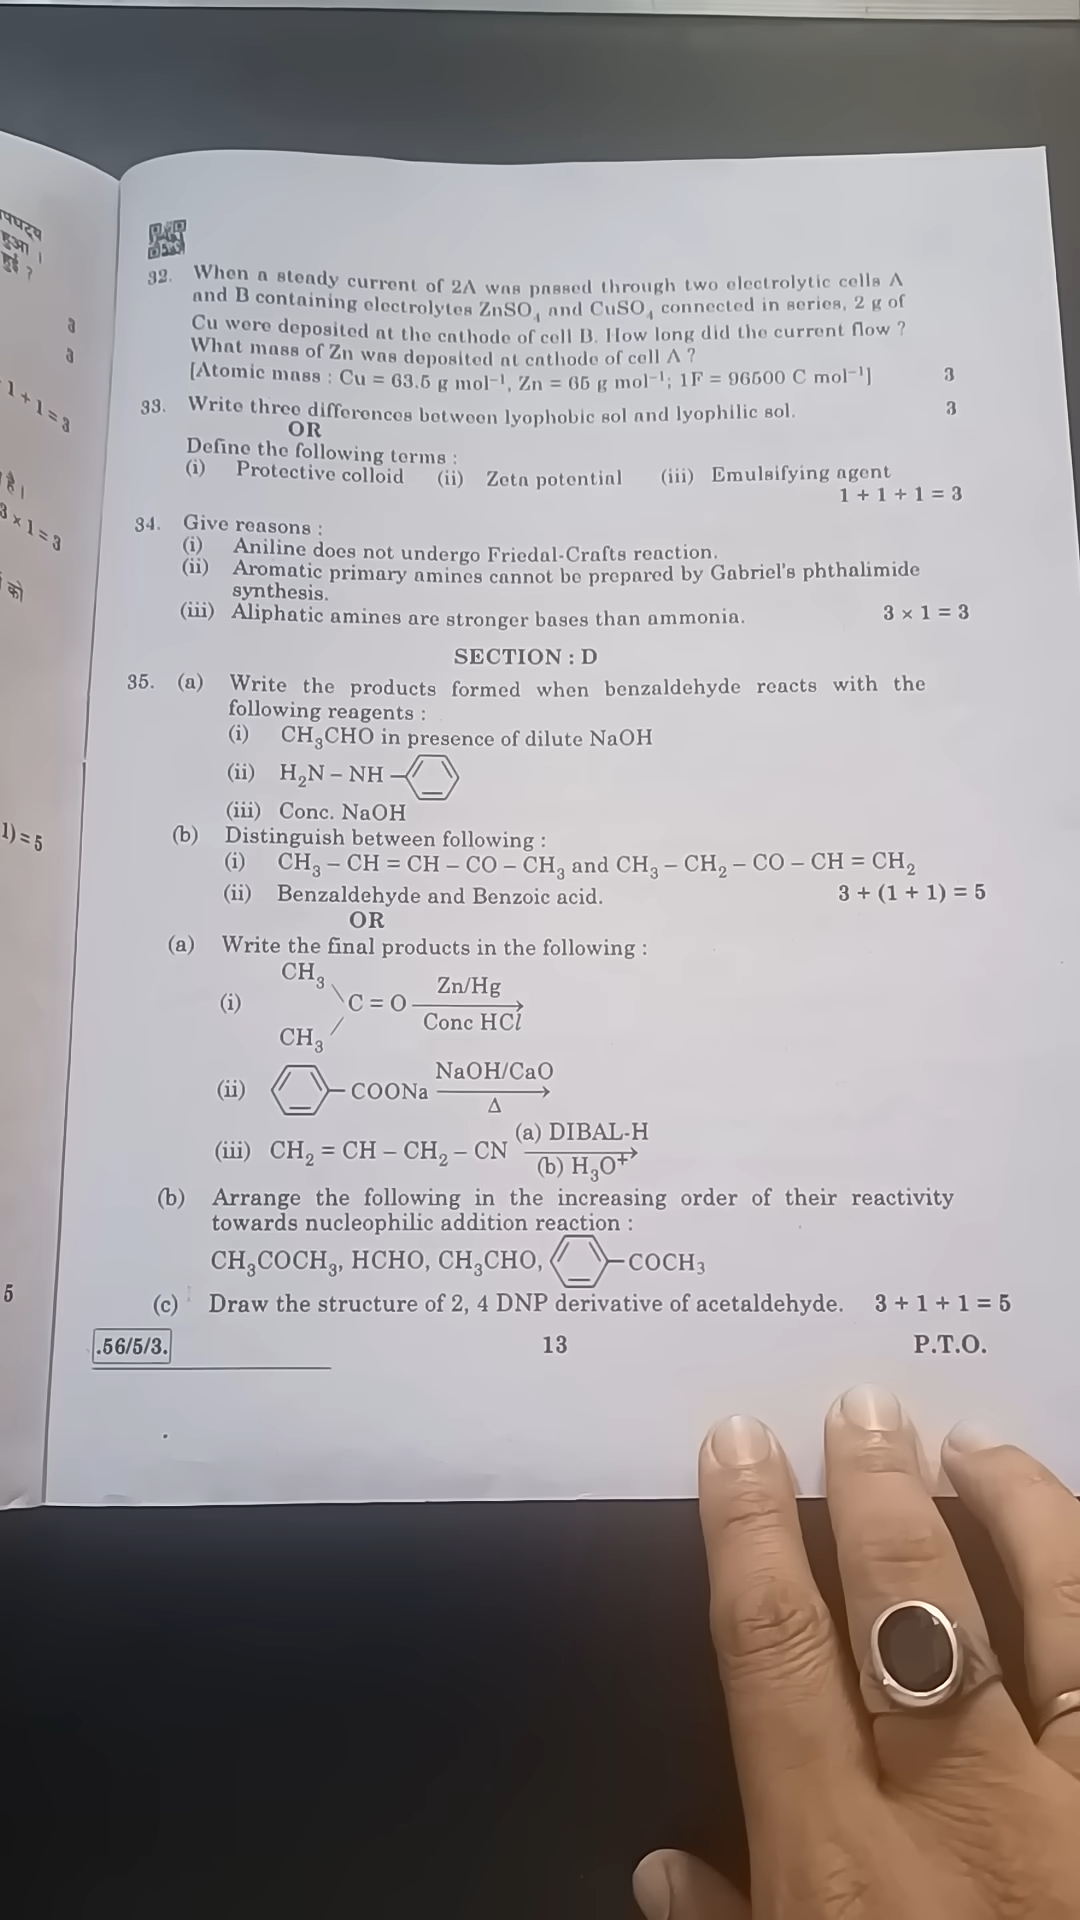 पघट्य
हुआ ।
हुई ?
3
3
1 + 1 = 3
है ।
3 × 1 = 3
को
1) = 5
5
32. When a steady current of 2A was passed through two electrolytic cells A
and B containing electrolytes ZnSO₄ and CuSO₄ connected in series, 2 g of
Cu were deposited at the cathode of cell B. How long did the current flow ?
What mass of Zn was deposited at cathode of cell A ?
[Atomic mass : Cu = 63.5 g mol⁻¹, Zn = 65 g mol⁻¹; 1F = 96500 C mol⁻¹] 3
33. Write three differences between lyophobic sol and lyophilic sol. 3
OR
Define the following terms :
(i) Protective colloid (ii) Zeta potential (iii) Emulsifying agent
1 + 1 + 1 = 3
34. Give reasons :
(i) Aniline does not undergo Friedal-Crafts reaction.
(ii) Aromatic primary amines cannot be prepared by Gabriel's phthalimide
synthesis.
(iii) Aliphatic amines are stronger bases than ammonia. 3 × 1 = 3
SECTION : D
35. (a) Write the products formed when benzaldehyde reacts with the
following reagents :
(i) CH₃CHO in presence of dilute NaOH
(ii) H₂N – NH –
(iii) Conc. NaOH
(b) Distinguish between following :
(i) CH₃ – CH = CH – CO – CH₃ and CH₃ – CH₂ – CO – CH = CH₂
(ii) Benzaldehyde and Benzoic acid. 3 + (1 + 1) = 5
OR
(a) Write the final products in the following :
CH₃
Zn/Hg
(i) C = O
Conc HCl
CH₃
NaOH/CaO
(ii) – COONa
Δ
(a) DIBAL-H
(iii) CH₂ = CH – CH₂ – CN
(b) H₃O⁺
(b) Arrange the following in the increasing order of their reactivity
towards nucleophilic addition reaction :
CH₃COCH₃, HCHO, CH₃CHO, – COCH₃
(c) Draw the structure of 2, 4 DNP derivative of acetaldehyde. 3 + 1 + 1 = 5
.56/5/3. 13 P.T.O.